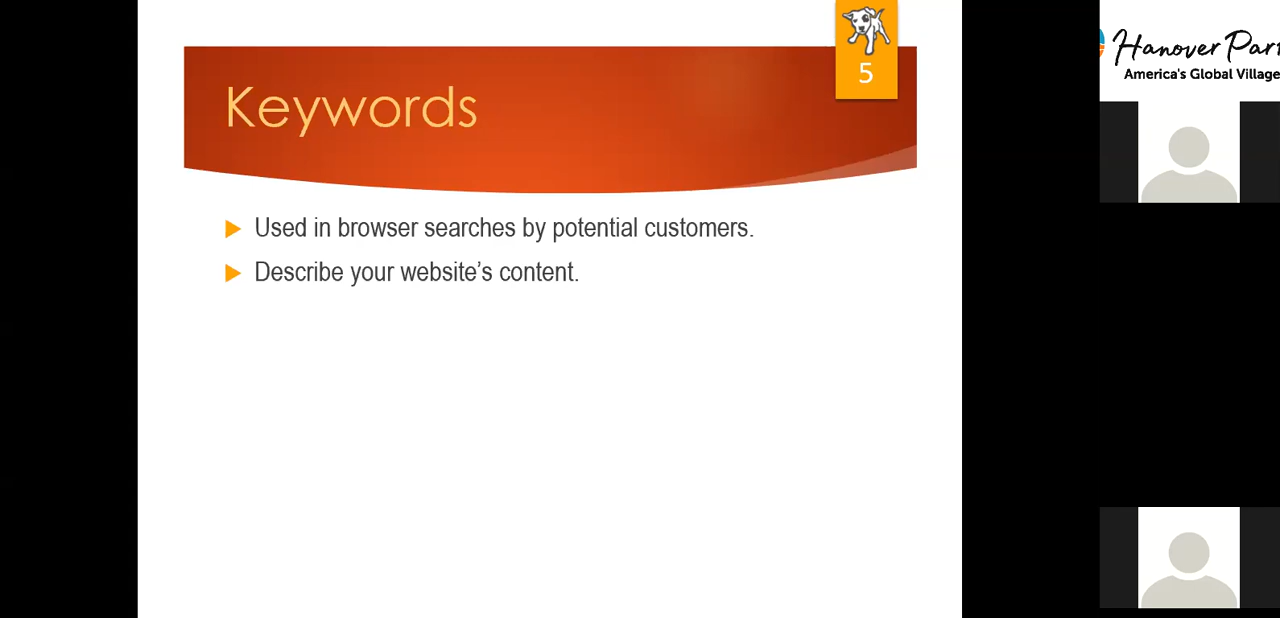 5
Keywords
Used in browser searches by potential customers.
Describe your website's content.
Hanover Par
America's Global Village